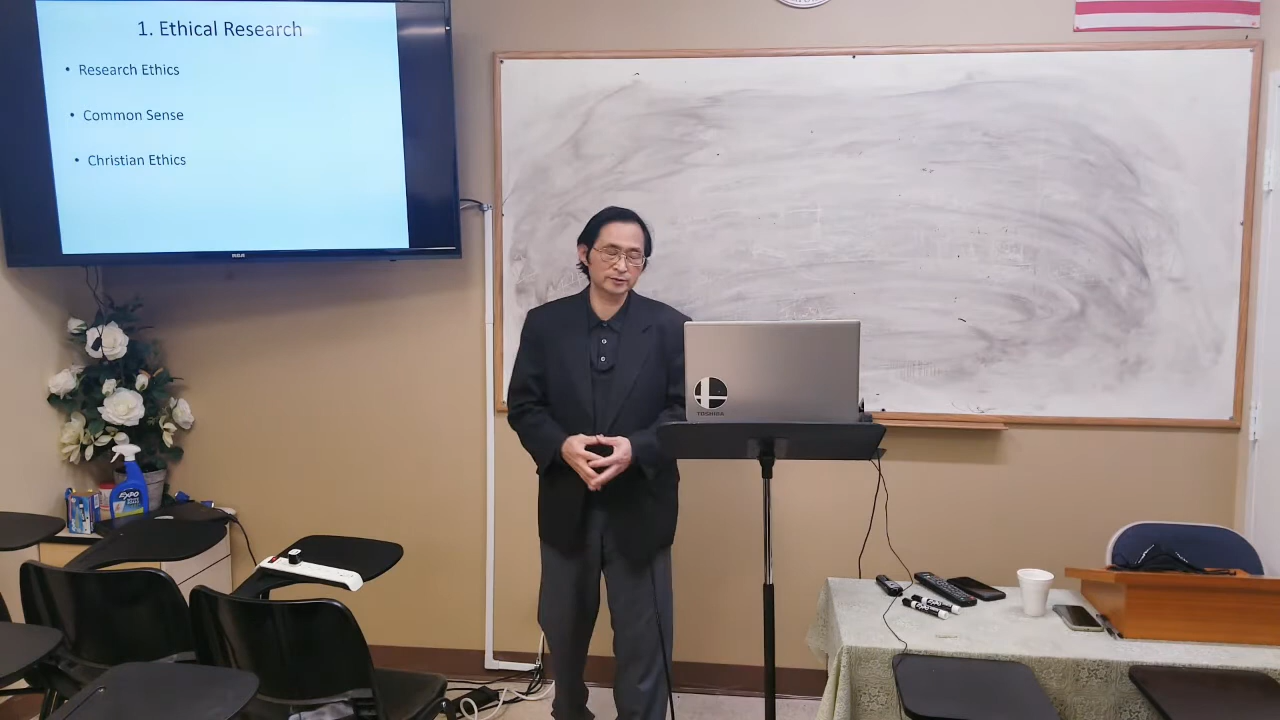 1. Ethical Research
• Research Ethics
• Common Sense
• Christian Ethics
RCA
TOSHIBA
EXPO